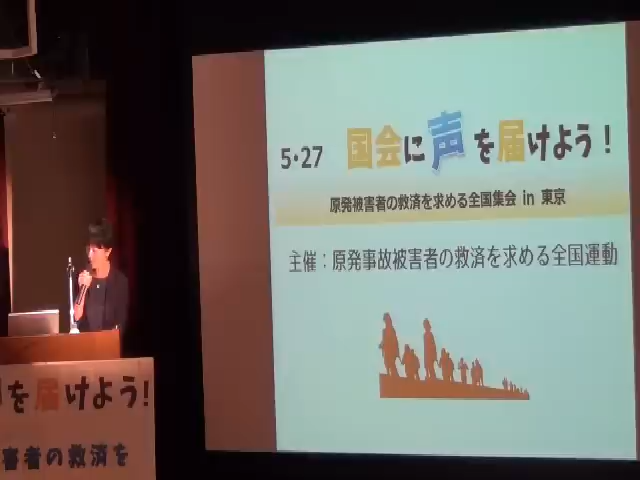 5・27 国会に声を届けよう!
原発被害者の救済を求める全国集会 in 東京
主催:原発事故被害者の救済を求める全国運動
を届けよう!
害者の救済を